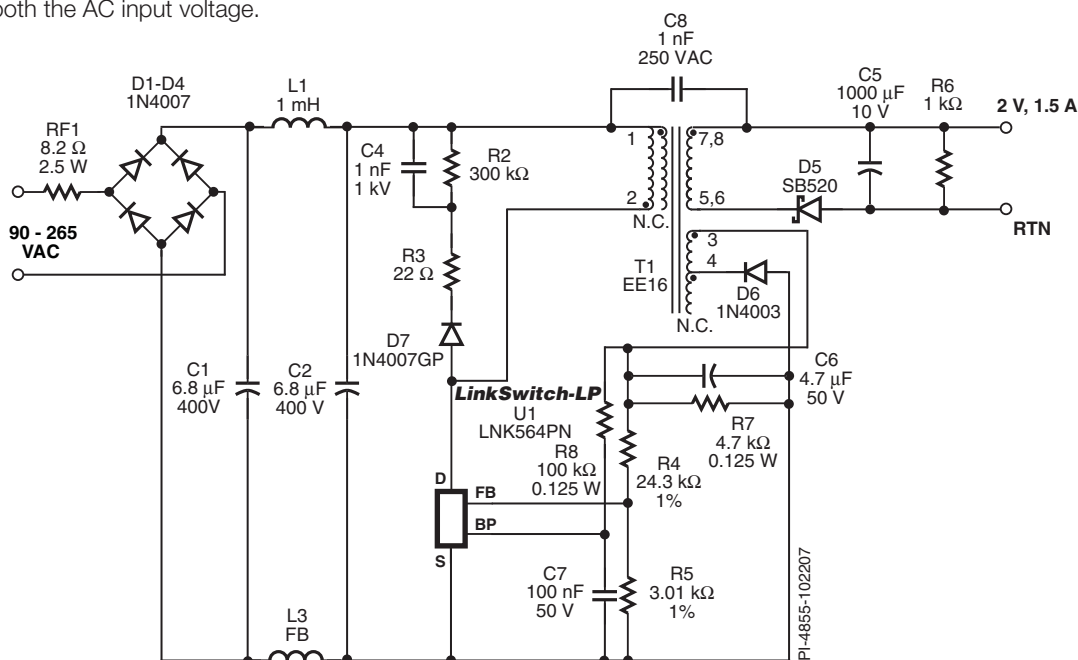 both the AC input voltage.
C8
1 nF
250 VAC
D1-D4
1N4007
L1
1 mH
C5
1000 µF
10 V
R6
1 kΩ
2 V, 1.5 A
RF1
8.2 Ω
2.5 W
C4
1 nF
1 kV
R2
300 kΩ
1
7,8
D5
SB520
2
N.C.
5,6
RTN
90 - 265
VAC
R3
22 Ω
T1
EE16
3
4
D6
1N4003
N.C.
D7
1N4007GP
C1
6.8 µF
400V
C2
6.8 µF
400 V
LinkSwitch-LP
U1
LNK564PN
C6
4.7 µF
50 V
R7
4.7 kΩ
0.125 W
R8
100 kΩ
0.125 W
R4
24.3 kΩ
1%
D
FB
BP
S
C7
100 nF
50 V
R5
3.01 kΩ
1%
L3
FB
PI-4855-102207